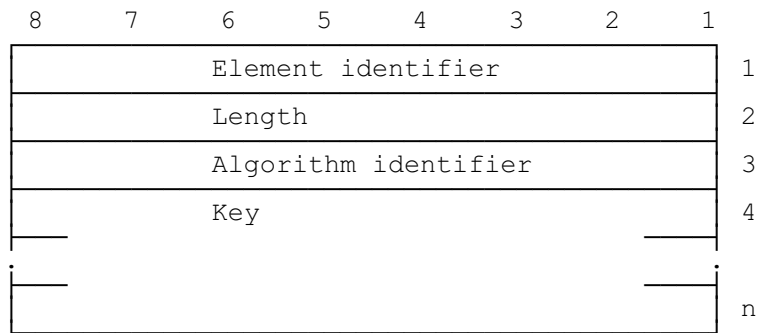 8 7 6 5 4 3 2 1
Element identifier 1
Length 2
Algorithm identifier 3
Key 4
n